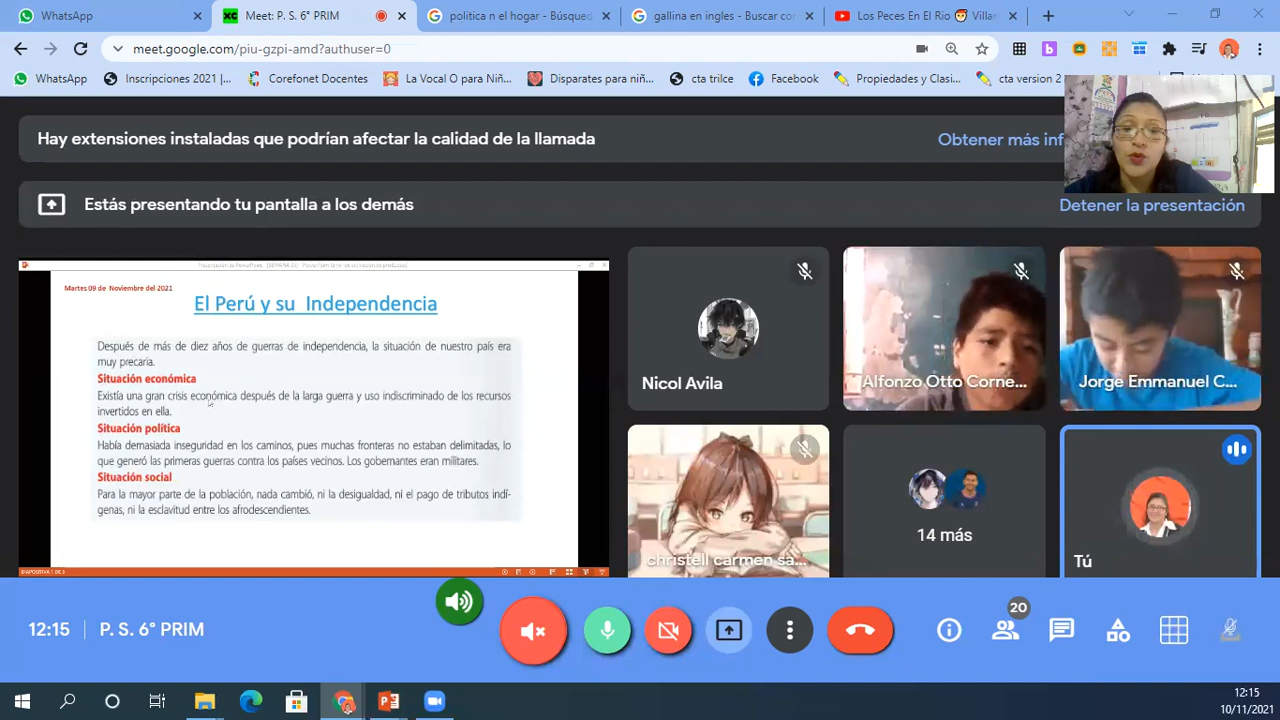 WhatsApp
Meet: P. S. 6° PRIM
politica n el hogar - Búsqued
gallina en ingles - Buscar con
Los Peces En El Rio
Villan
meet.google.com/piu-gzpi-amd?authuser=0
WhatsApp
Inscripciones 2021 |...
Corefonet Docentes
La Vocal O para Niñ...
Disparates para niñ...
cta trilce
Facebook
Propiedades y Clasi...
cta version 2
Hay extensiones instaladas que podrían afectar la calidad de la llamada
Obtener más inf
Estás presentando tu pantalla a los demás
Detener la presentación
Martes 09 de Noviembre del 2021
El Perú y su Independencia
Después de más de diez años de guerras de independencia, la situación de nuestro país era
muy precaria.
Situación económica
Existía una gran crisis económica después de la larga guerra y uso indiscriminado de los recursos
invertidos en ella.
Situación política
Había demasiada inseguridad en los caminos, pues muchas fronteras no estaban delimitadas, lo
que generó las primeras guerras contra los países vecinos. Los gobernantes eran militares.
Situación social
Para la mayor parte de la población, nada cambió, ni la desigualdad, ni el pago de tributos indí-
genas, ni la esclavitud entre los afrodescendientes.
DIAPOSITIVA 1 DE 3
Nicol Avila
Alfonzo Otto Corne...
Jorge Emmanuel C...
christell carmen sa...
14 más
Tú
12:15
P. S. 6° PRIM
20
12:15
10/11/2021